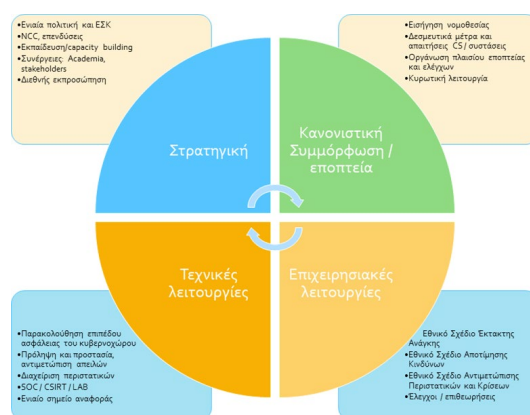 •Ενιαία πολιτική και ΕΣΚ
•NCC, επενδύσεις
•Εκπαίδευση/capacity building
•Συνέργειες: Academia,
stakeholders
•Διεθνής εκπροσώπηση
•Εισήγηση νομοθεσίας
•Δεσμευτικά μέτρα και
απαιτήσεις CS / συστάσεις
•Οργάνωση πλαισίου εποπτείας
και ελέγχων
•Κυρωτική λειτουργία
Στρατηγική
Κανονιστική
Συμμόρφωση /
εποπτεία
Τεχνικές
λειτουργίες
Επιχειρησιακές
λειτουργίες
•Παρακολούθηση επιπέδου
ασφάλειας του κυβερνοχώρου
•Πρόληψη και προστασία,
αντιμετώπιση απειλών
•Διαχείριση περιστατικών
•SOC / CSIRT / LAB
•Ενιαίο σημείο αναφοράς
Εθνικό Σχέδιο Έκτακτης
Ανάγκης
•Εθνικό Σχέδιο Αποτίμησης
Κινδύνων
•Εθνικό Σχέδιο Αντιμετώπισης
Περιστατικών και Κρίσεων
•Έλεγχοι / επιθεωρήσεις